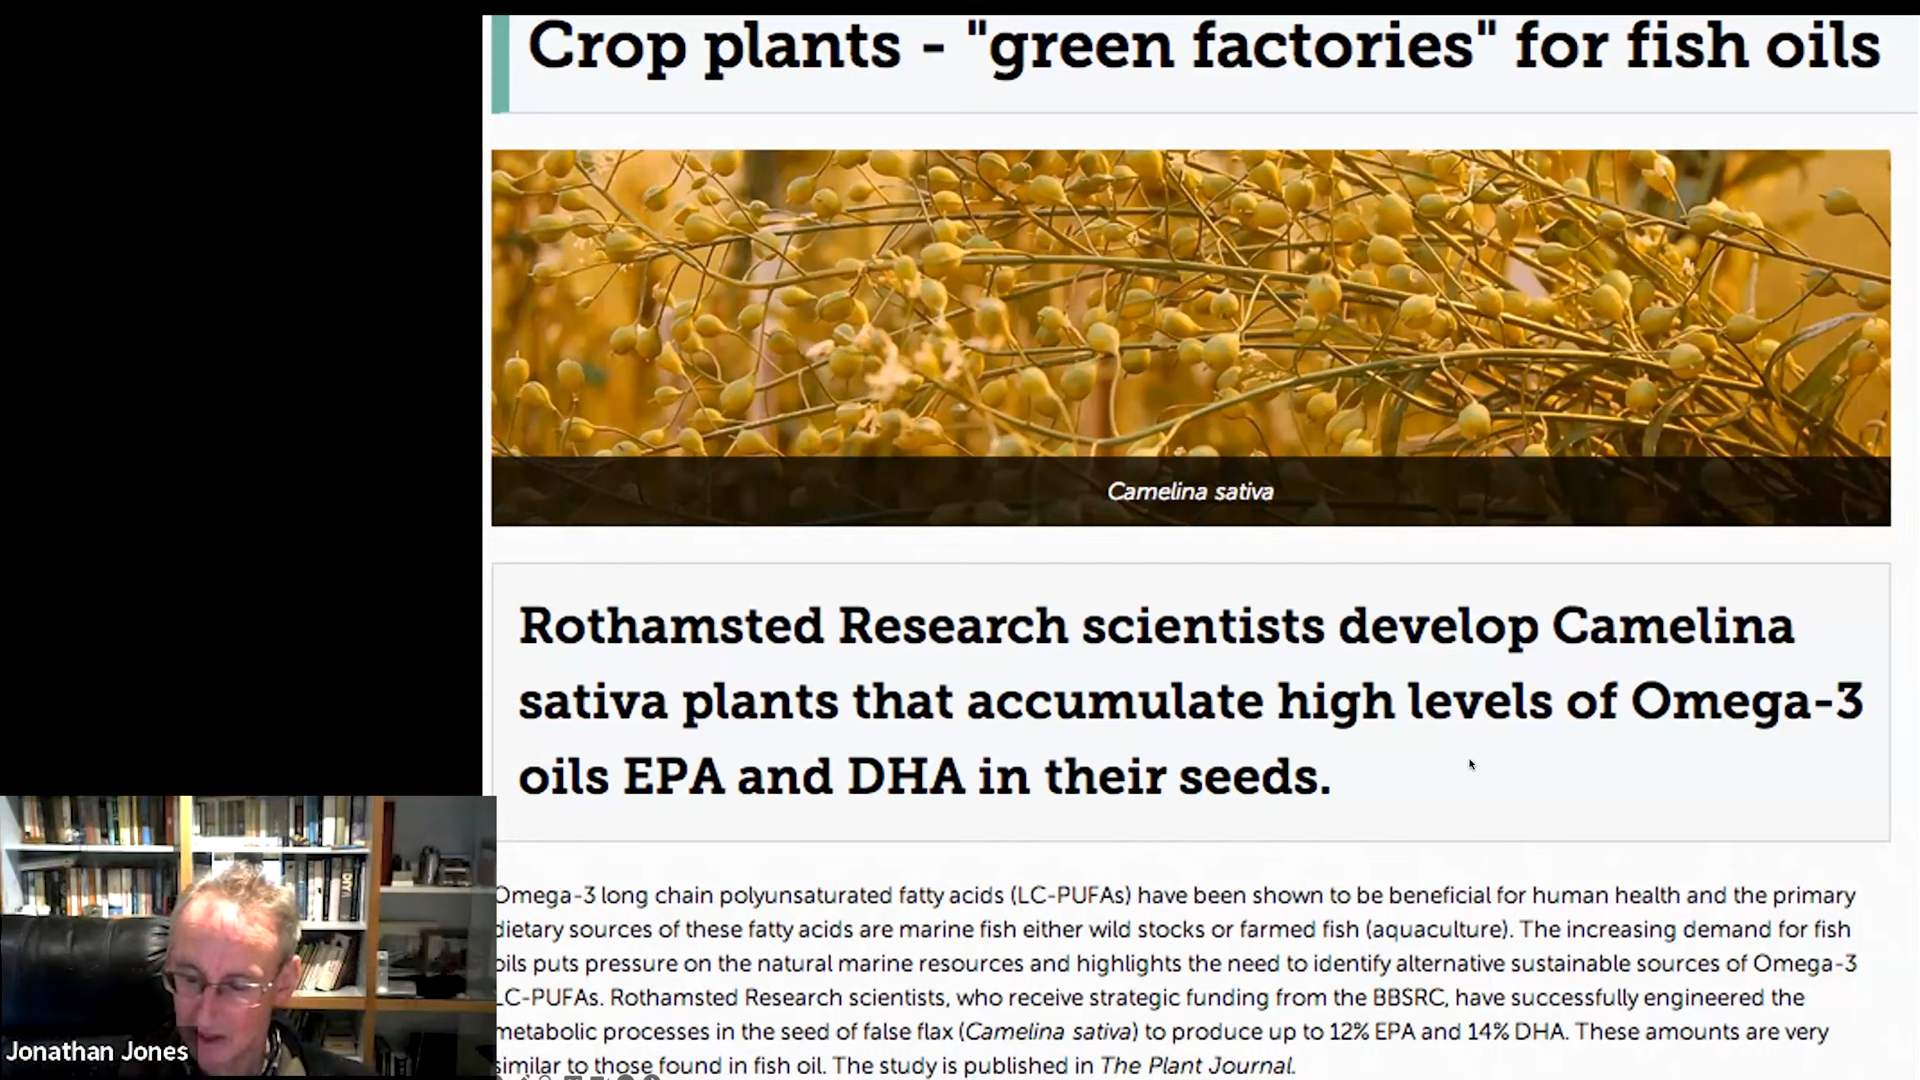 Crop plants - "green factories" for fish oils
Camelina sativa
Rothamsted Research scientists develop Camelina
sativa plants that accumulate high levels of Omega-3
oils EPA and DHA in their seeds.
Omega-3 long chain polyunsaturated fatty acids (LC-PUFAs) have been shown to be beneficial for human health and the primary
dietary sources of these fatty acids are marine fish either wild stocks or farmed fish (aquaculture). The increasing demand for fish
oils puts pressure on the natural marine resources and highlights the need to identify alternative sustainable sources of Omega-3
LC-PUFAs. Rothamsted Research scientists, who receive strategic funding from the BBSRC, have successfully engineered the
metabolic processes in the seed of false flax (Camelina sativa) to produce up to 12% EPA and 14% DHA. These amounts are very
similar to those found in fish oil. The study is published in The Plant Journal.
Jonathan Jones